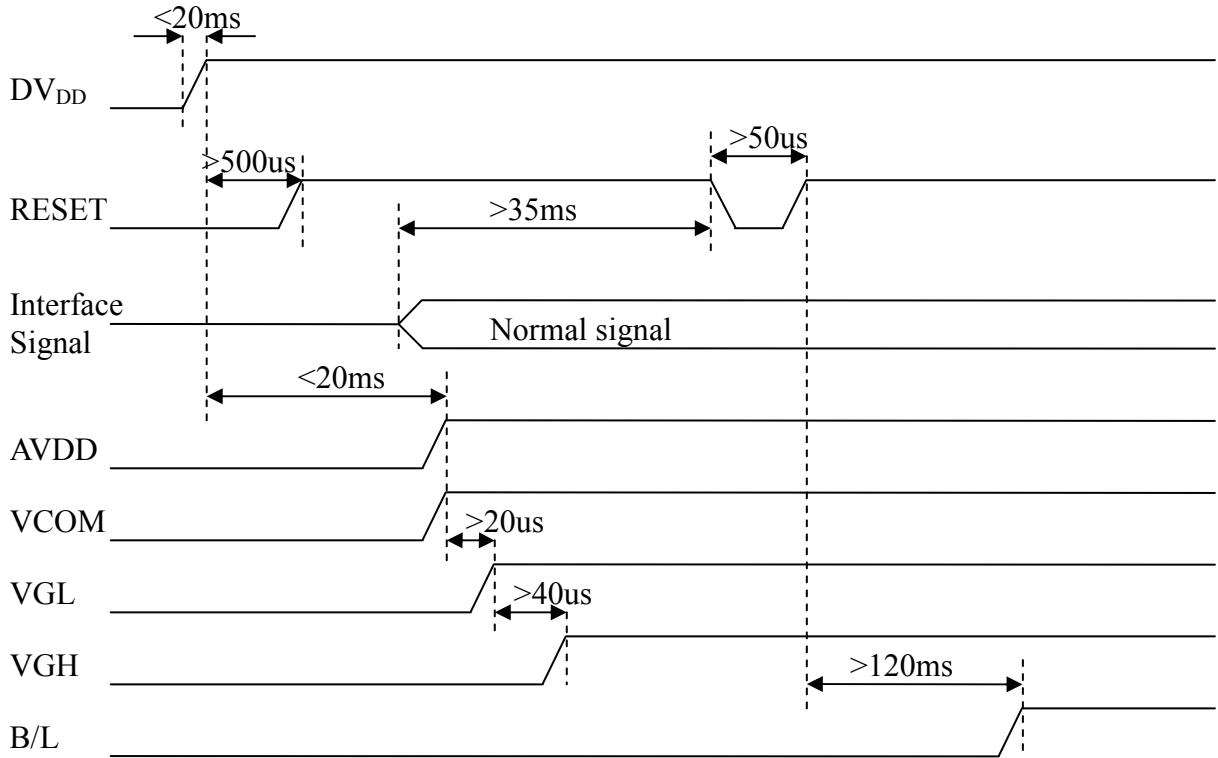 <20ms
DVDD
>500us
>50us
RESET
>35ms
Interface
Signal
Normal signal
<20ms
AVDD
VCOM
>20us
VGL
>40us
VGH
>120ms
B/L